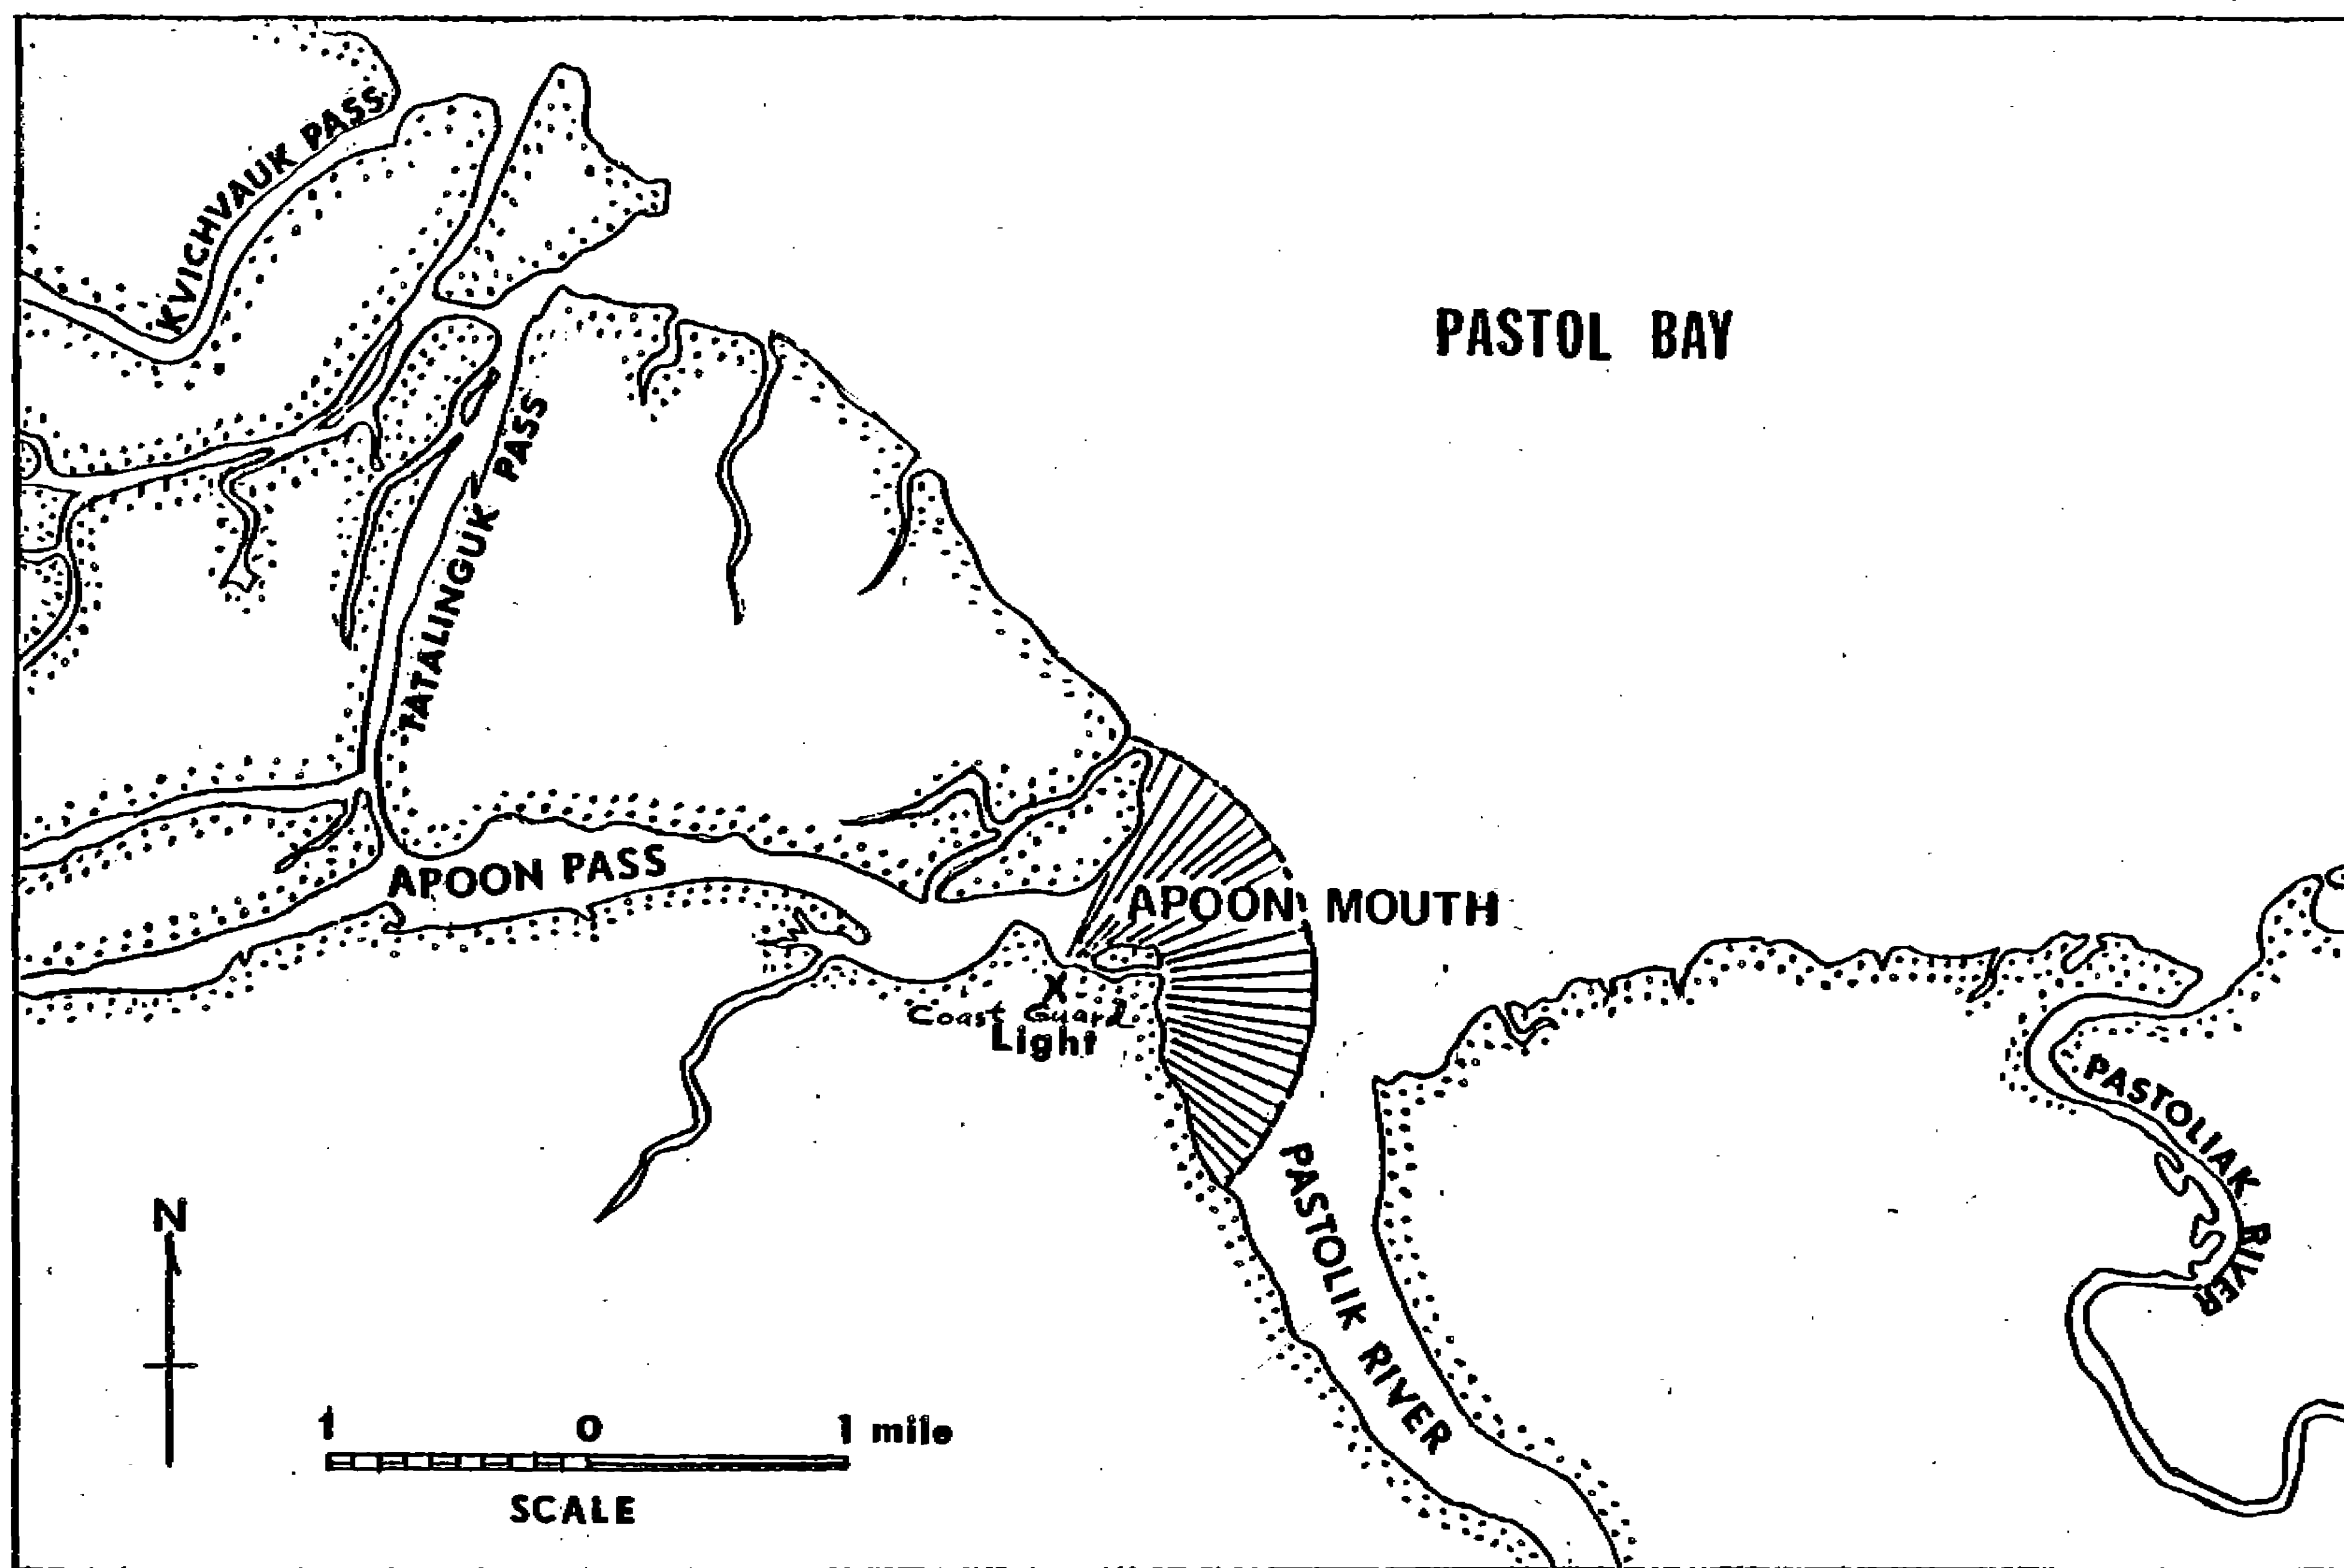 KVICHVAUK PASS
PASTOL BAY
TATALINGUK PASS
APOON PASS
APOON MOUTH
X
Coast Guard
Light
PASTOLIAK RIVER
PASTOLIK RIVER
N
1 0 1 mile
SCALE